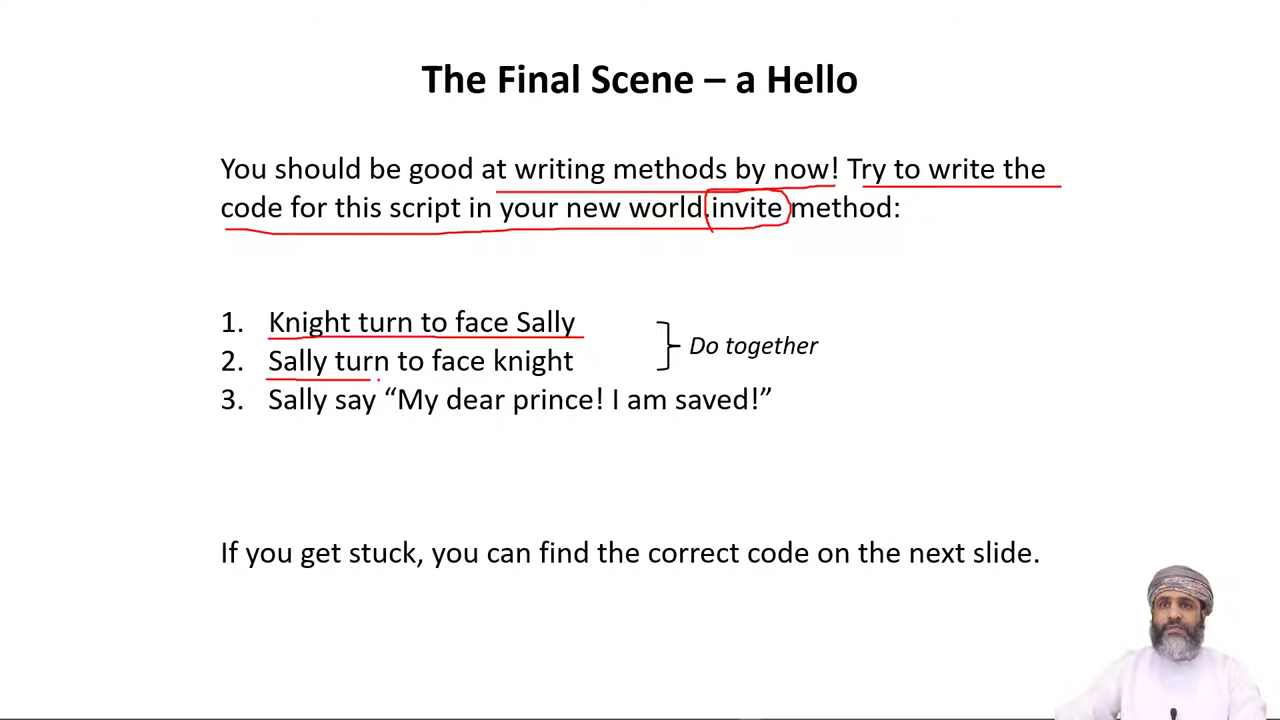 The Final Scene – a Hello
You should be good at writing methods by now! Try to write the
code for this script in your new world.invite method:
1. Knight turn to face Sally
2. Sally turn to face knight
Do together
3. Sally say “My dear prince! I am saved!”
If you get stuck, you can find the correct code on the next slide.